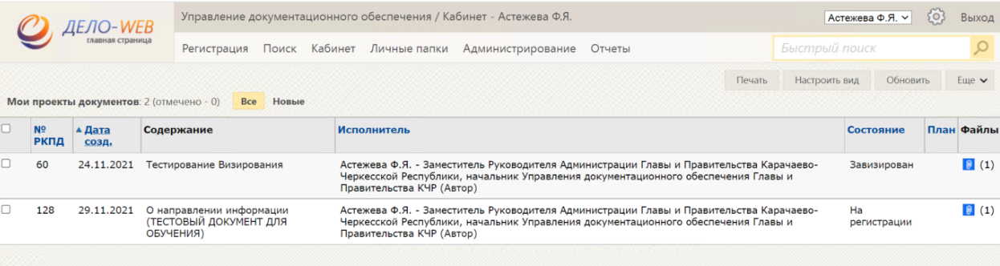 ДЕЛО-WEB
главная страница
Управление документационного обеспечения / Кабинет - Астежева Ф.Я.
Астежева Ф.Я.
Выход
Регистрация Поиск Кабинет Личные папки Администрирование Отчеты
Быстрый поиск
Печать Настроить вид Обновить Еще
Мои проекты документов: 2 (отмечено - 0) Все Новые
№ РКПД Дата созд. Содержание Исполнитель Состояние План Файлы
60 24.11.2021 Тестирование Визирования Астежева Ф.Я. - Заместитель Руководителя Администрации Главы и Правительства Карачаево- Завизирован (1)
Черкесской Республики, начальник Управления документационного обеспечения Главы и
Правительства КЧР (Автор)
128 29.11.2021 О направлении информации Астежева Ф.Я. - Заместитель Руководителя Администрации Главы и Правительства Карачаево- На (1)
(ТЕСТОВЫЙ ДОКУМЕНТ ДЛЯ Черкесской Республики, начальник Управления документационного обеспечения Главы и регистрации
ОБУЧЕНИЯ) Правительства КЧР (Автор)